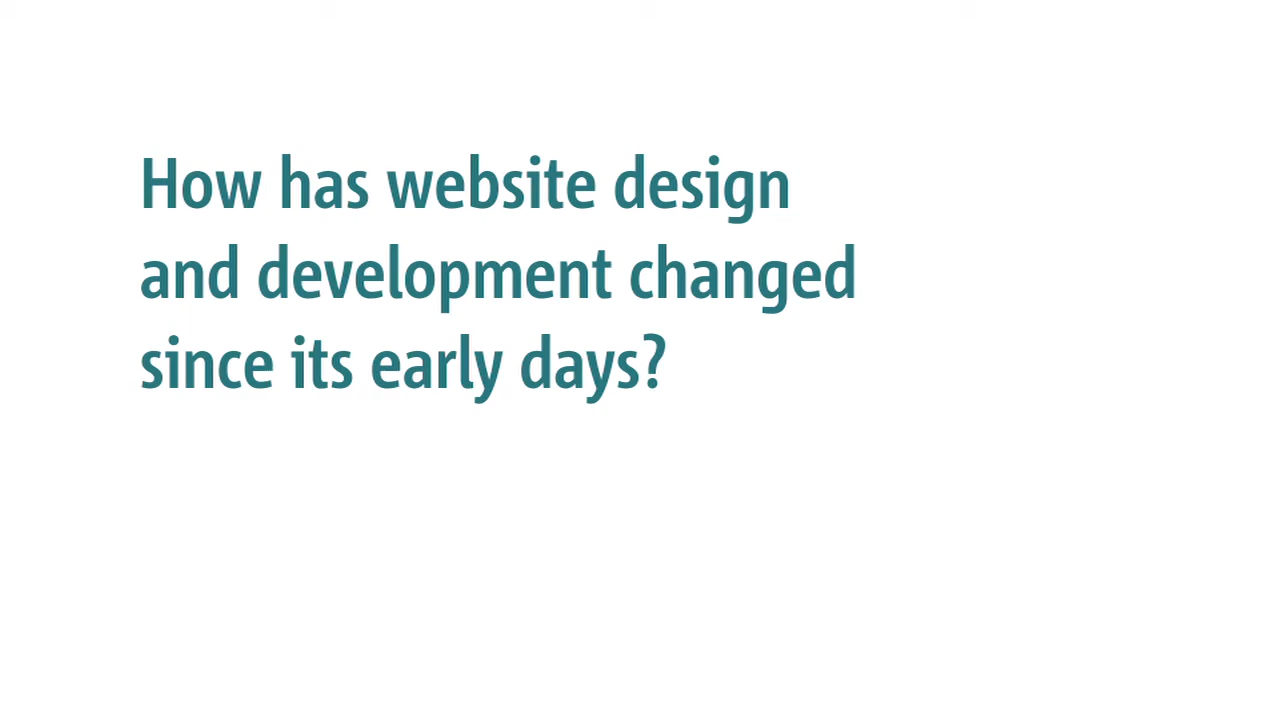 How has website design
and development changed
since its early days?